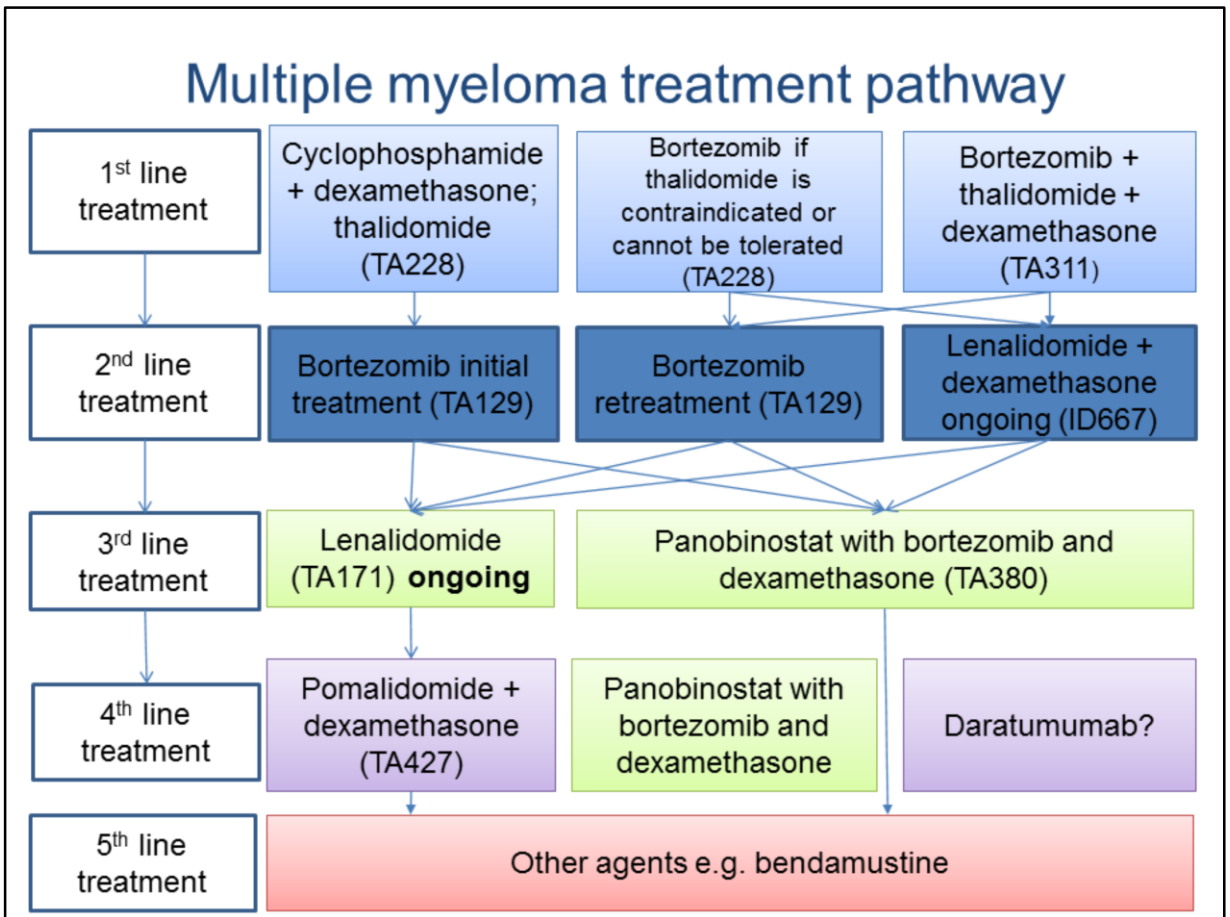 Multiple myeloma treatment pathway
1st line
treatment
Cyclophosphamide
+ dexamethasone;
thalidomide
(TA228)
Bortezomib if
thalidomide is
contraindicated or
cannot be tolerated
(TA228)
Bortezomib +
thalidomide +
dexamethasone
(TA311)
2nd line
treatment
Bortezomib initial
treatment (TA129)
Bortezomib
retreatment (TA129)
Lenalidomide +
dexamethasone
ongoing (ID667)
3rd line
treatment
Lenalidomide
(TA171) ongoing
Panobinostat with bortezomib and
dexamethasone (TA380)
4th line
treatment
Pomalidomide +
dexamethasone
(TA427)
Panobinostat with
bortezomib and
dexamethasone
Daratumumab?
5th line
treatment
Other agents e.g. bendamustine